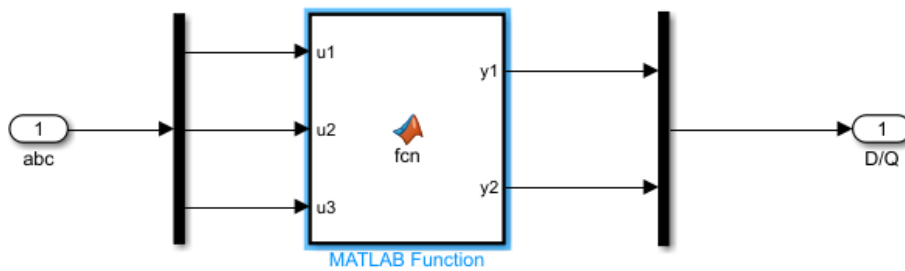 1
abc
u1
u2
u3
fcn
y1
y2
MATLAB Function
1
D/Q